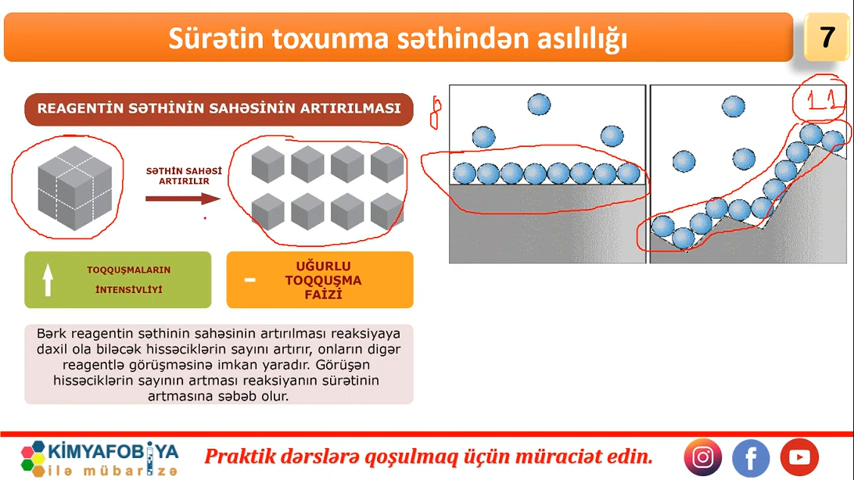 Sürətin toxunma səthindən asılılığı
7
REAGENTİN SƏTHİNİN SAHƏSİNİN ARTIRILMASI
SƏTHİN SAHƏSİ
ARTIRILIR
TOQQUŞMALARIN
İNTENSİVLİYİ
-
UĞURLU
TOQQUŞMA
FAİZİ
Bərk reagentin səthinin sahəsinin artırılması reaksiyaya
daxil ola biləcək hissəciklərin sayını artırır, onların digər
reagentlə görüşməsinə imkan yaradır. Görüşən
hissəciklərin sayının artması reaksiyanın sürətinin
artmasına səbəb olur.
8
11
KİMYAFOBİYA
ilə mübarizə
Praktik dərslərə qoşulmaq üçün müraciət edin.